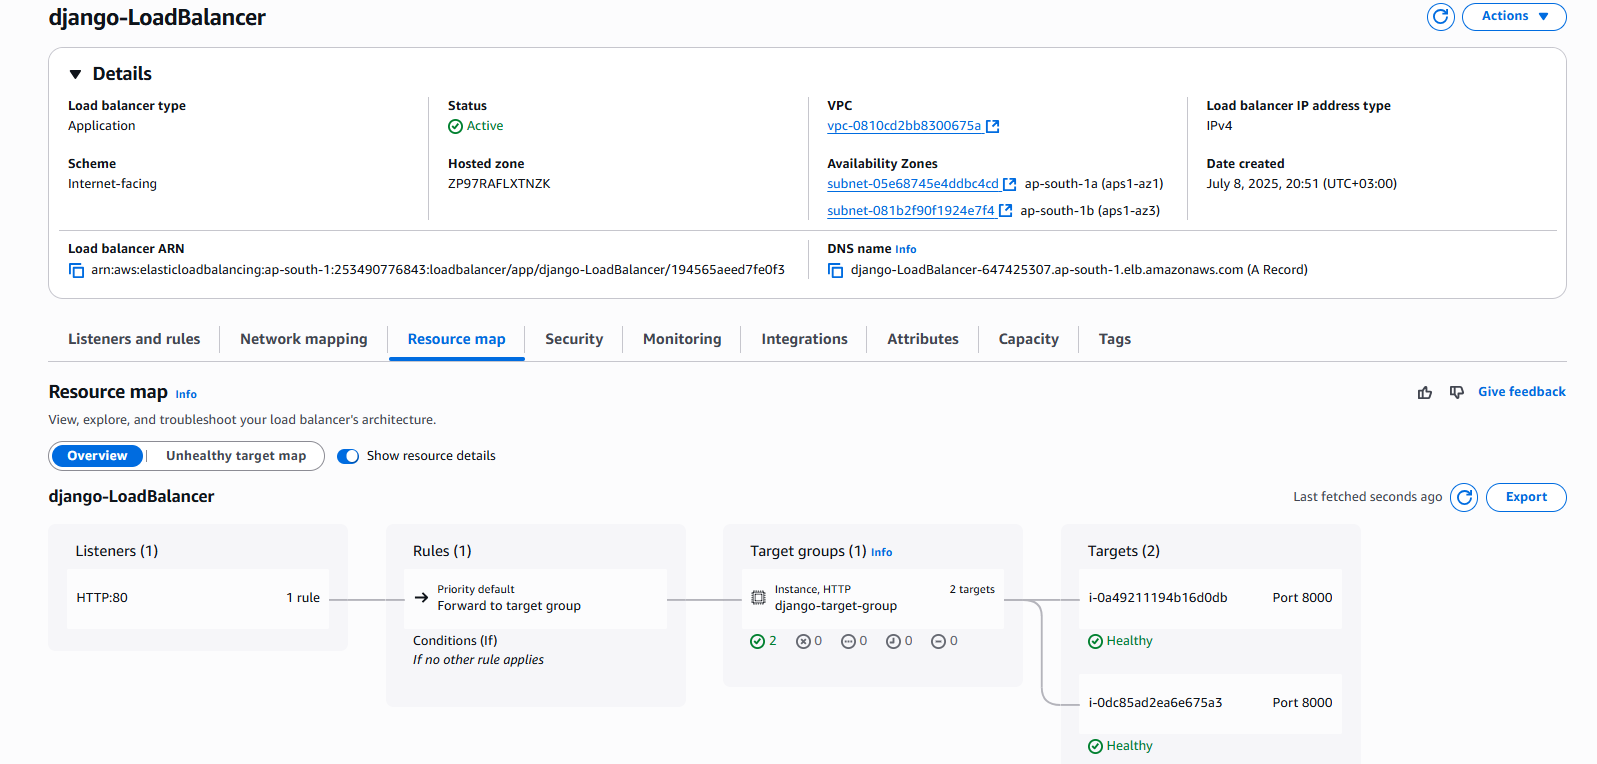 django-LoadBalancer
Actions
Details
Load balancer type
Application
Status
Active
VPC
vpc-0810cd2bb8300675a
Load balancer IP address type
IPv4
Scheme
Internet-facing
Hosted zone
ZP97RAFLXTNZK
Availability Zones
subnet-05e68745e4ddbc4cd ap-south-1a (aps1-az1)
subnet-081b2f90f1924e7f4 ap-south-1b (aps1-az3)
Date created
July 8, 2025, 20:51 (UTC+03:00)
Load balancer ARN
arn:aws:elasticloadbalancing:ap-south-1:253490776843:loadbalancer/app/django-LoadBalancer/194565aeed7fe0f3
DNS name Info
django-LoadBalancer-647425307.ap-south-1.elb.amazonaws.com (A Record)
Listeners and rules Network mapping Resource map Security Monitoring Integrations Attributes Capacity Tags
Resource map Info
Give feedback
View, explore, and troubleshoot your load balancer's architecture.
Overview Unhealthy target map Show resource details
django-LoadBalancer
Last fetched seconds ago Export
Listeners (1)
HTTP:80 1 rule
Rules (1)
Priority default
Forward to target group
Conditions (If)
If no other rule applies
Target groups (1) Info
Instance, HTTP 2 targets
django-target-group
2 0 0 0 0
Targets (2)
i-0a49211194b16d0db Port 8000
Healthy
i-0dc85ad2ea6e675a3 Port 8000
Healthy